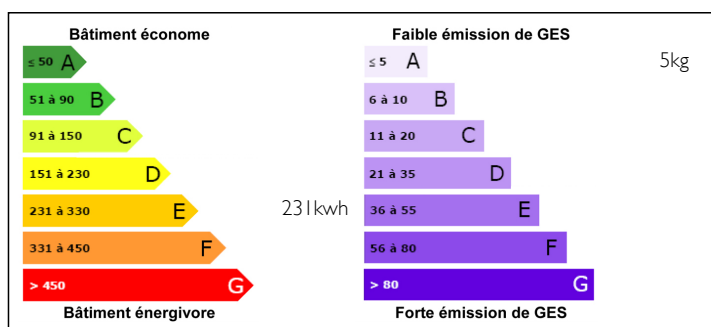 Bâtiment économe
≤ 50 A
51 à 90 B
91 à 150 C
151 à 230 D
231 à 330 E
231kwh
331 à 450 F
> 450 G
Bâtiment énergivore
Faible émission de GES
≤ 5 A
5kg
6 à 10 B
11 à 20 C
21 à 35 D
36 à 55 E
56 à 80 F
> 80 G
Forte émission de GES